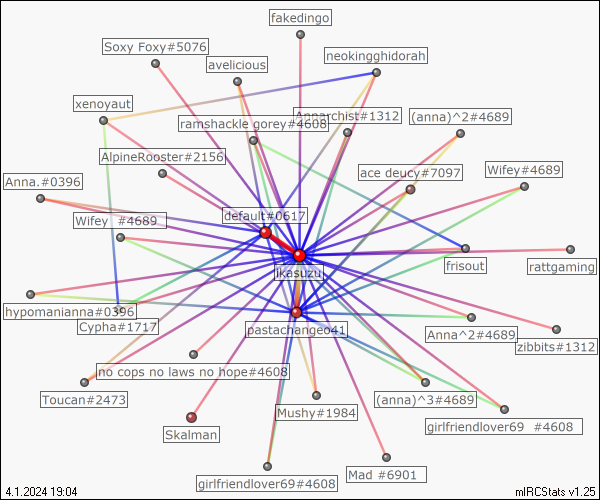 fakedingo
Soxy Foxy#5076
neokingghidorah
avelicious
xenoyaut
Annarchist#1312
(anna)^2#4689
ramshackle gorey#4608
AlpineRooster#2156
ace deucy#7097
Wifey#4689
Anna.#0396
default#0617
Wifey #4689
ikasuzu
frisout
rattgaming
hypomanianna#0396
Cypha#1717
pastachangeo41
Anna^2#4689
zibbits#1312
no cops no laws no hope#4608
Toucan#2473
Mushy#1984
(anna)^3#4689
Skalman
girlfriendlover69 #4608
girlfriendlover69#4608
Mad #6901
4.1.2024 19:04
mIRCStats v1.25